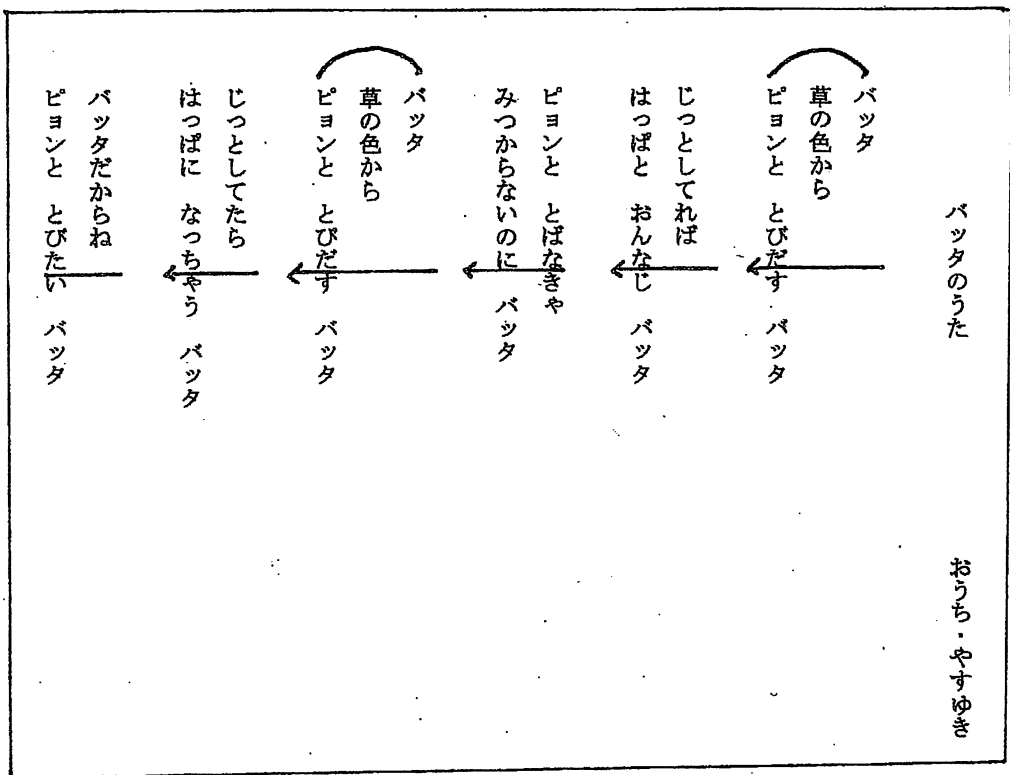 バッタのうた
おうち・やすゆき
バッタ
草の色から
ピョンと　とびだす　バッタ
じっとしてれば
はっぱと　おんなじ　バッタ
ピョンと　とばなきゃ
みつからないのに　バッタ
バッタ
草の色から
ピョンと　とびだす　バッタ
じっとしてたら
はっぱに　なっちゃう　バッタ
バッタだからね
ピョンと　とびたい　バッタ